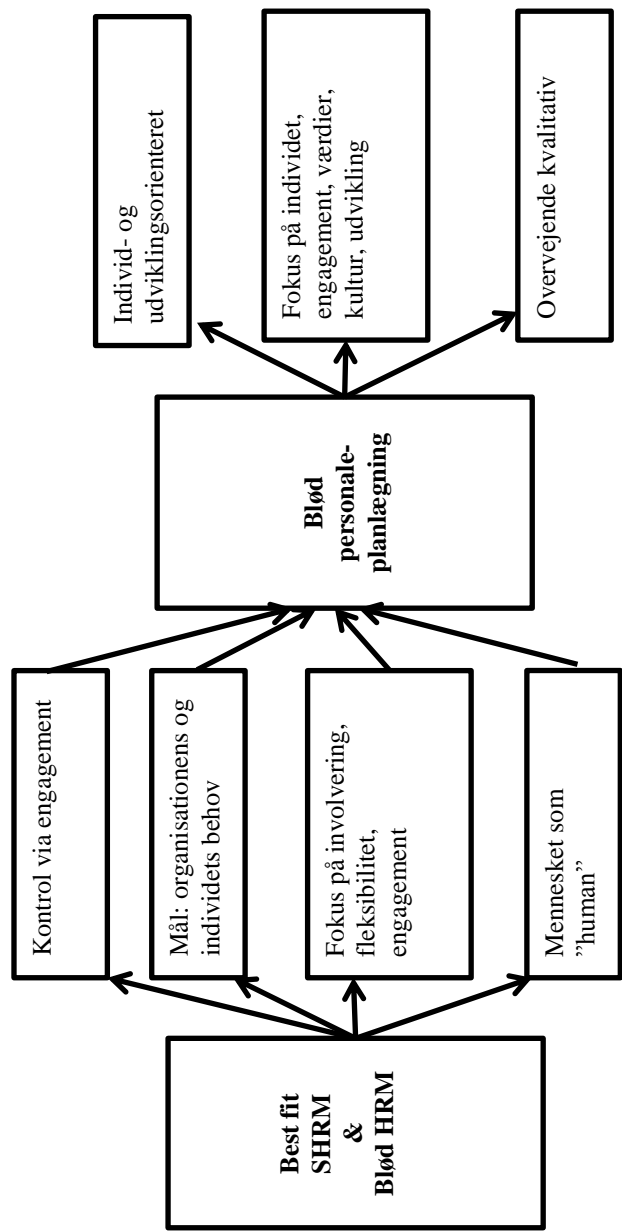 Best fit
SHRM
&
Blød HRM
Kontrol via engagement
Mål: organisationens og
individets behov
Fokus på involvering,
fleksibilitet,
engagement
Mennesket som
”human”
Blød
personale-
planlægning
Individ- og
udviklingsorienteret
Fokus på individet,
engagement, værdier,
kultur, udvikling
Overvejende kvalitativ